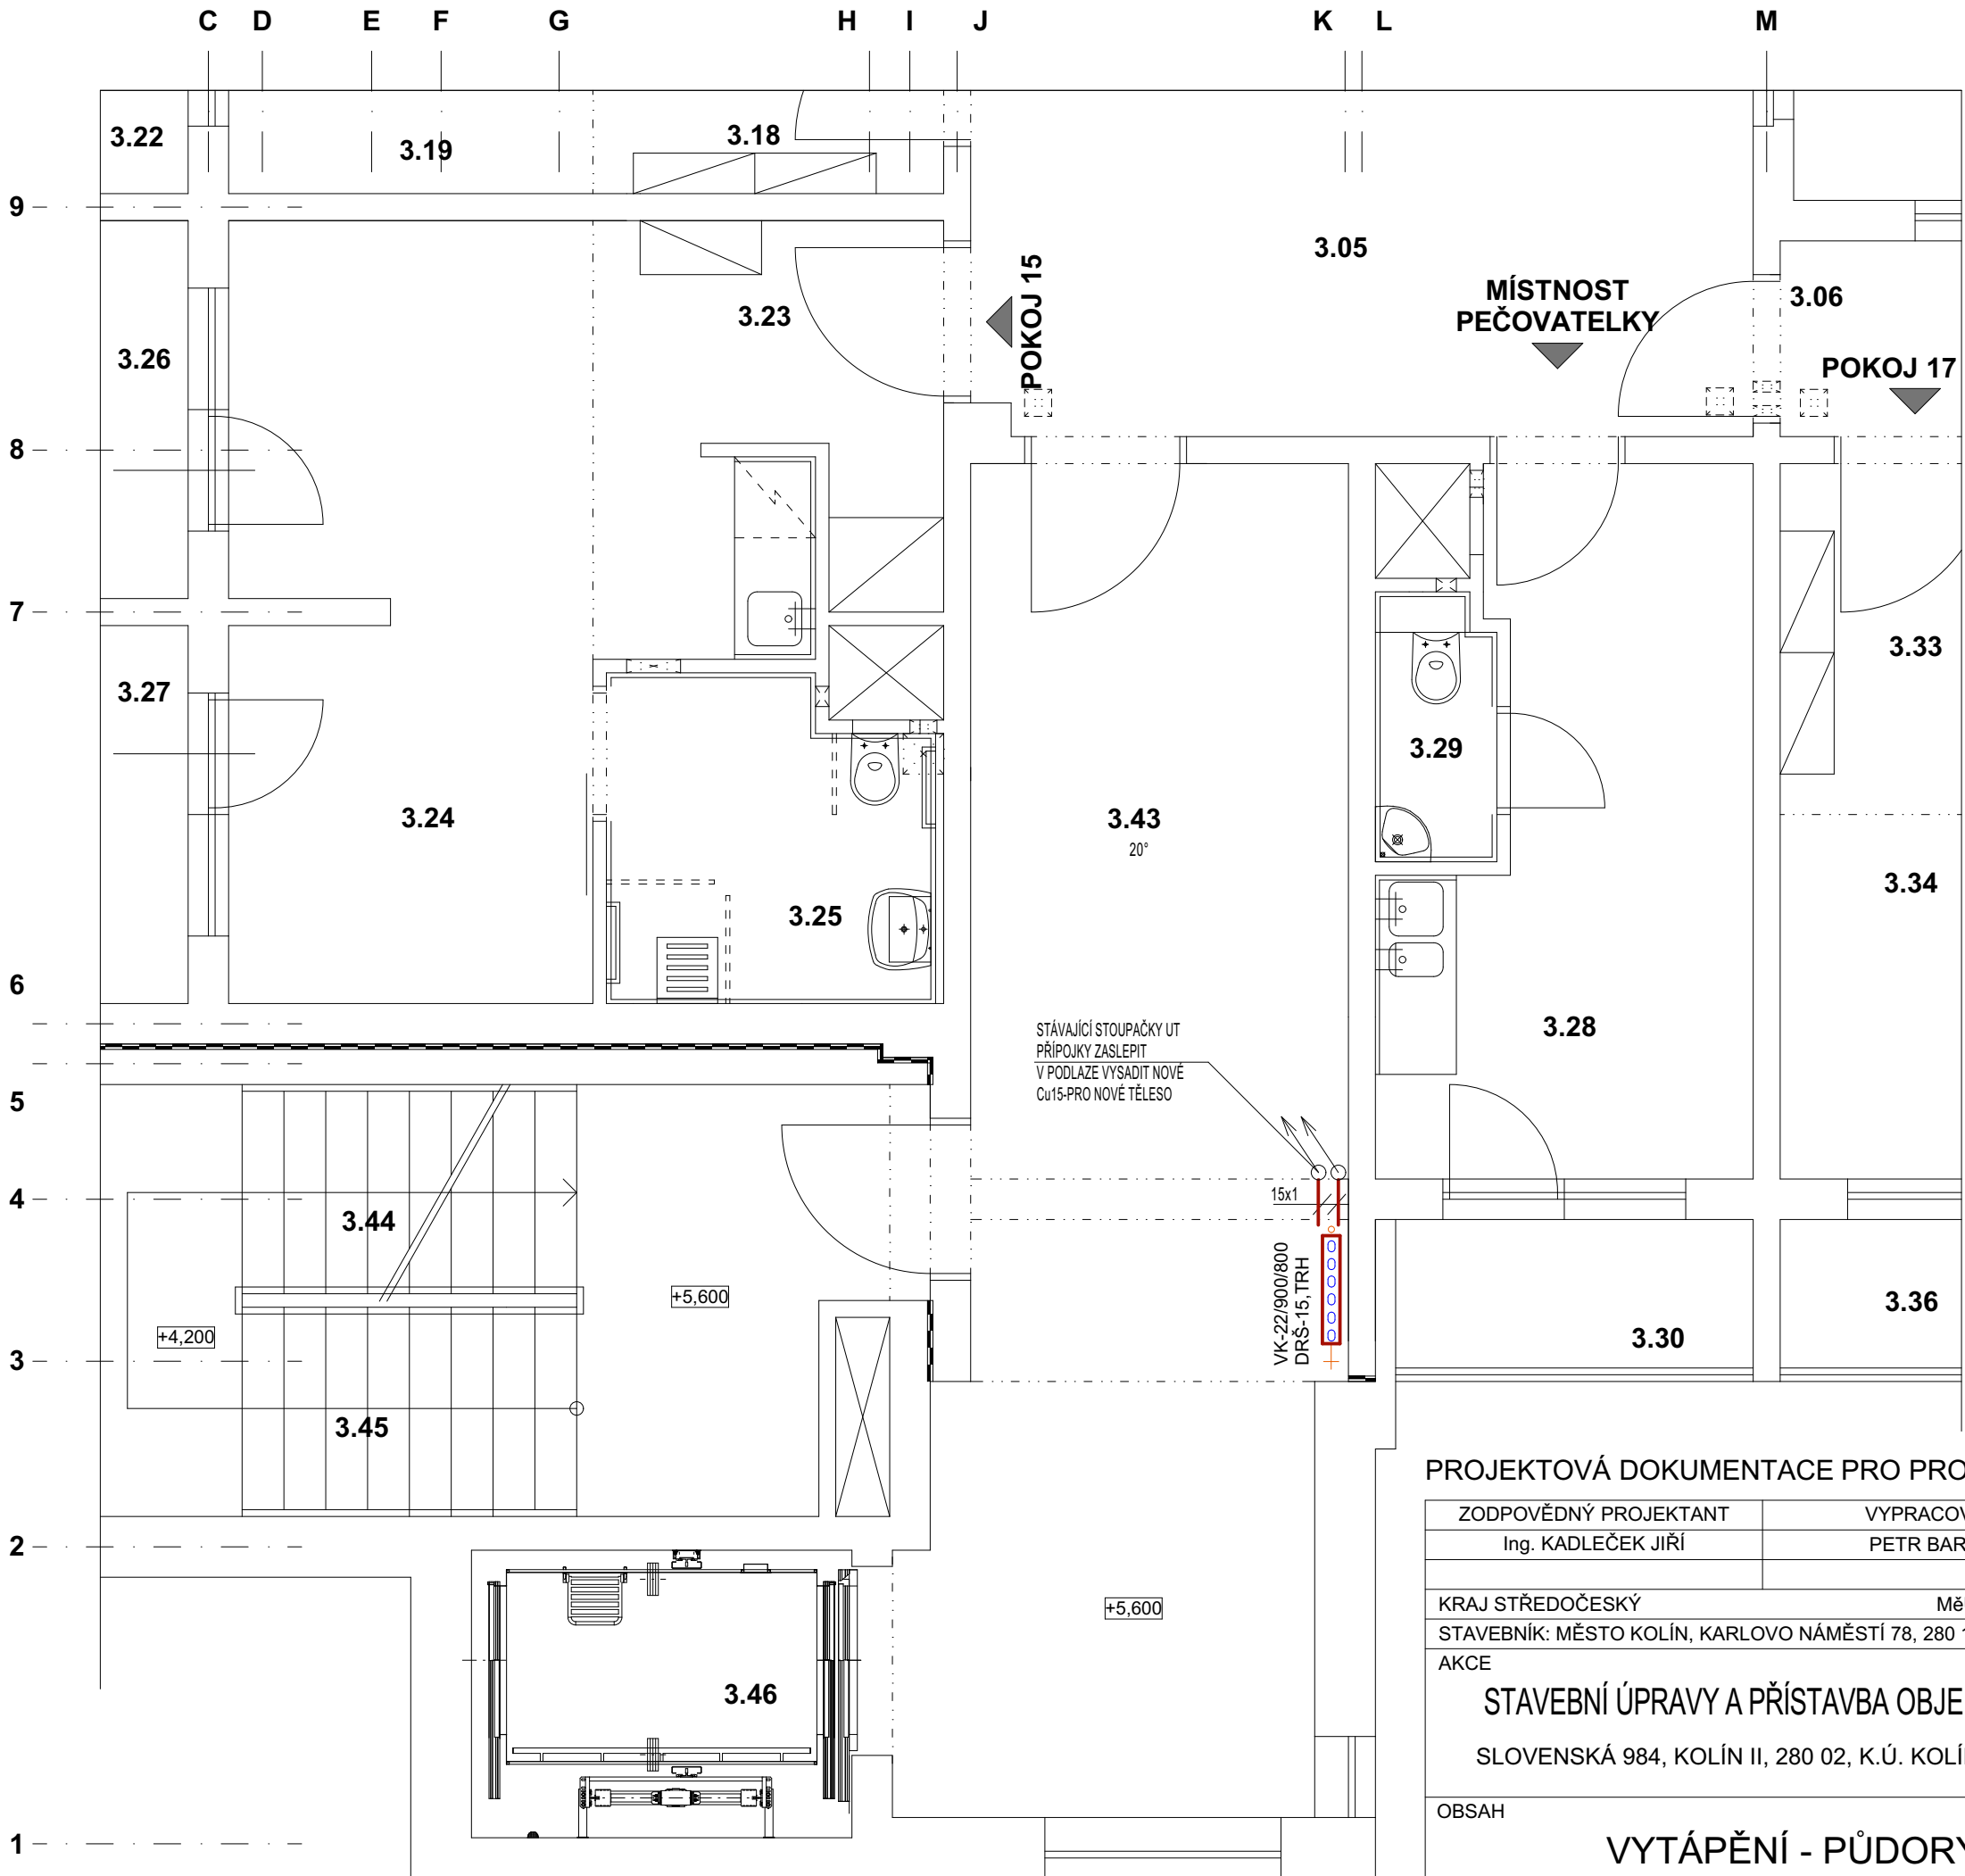 C D E F G H I J K L M
3.22
3.19
3.18
9
3.05
POKOJ 15
3.23
MÍSTNOST
PEČOVATELKY
3.06
3.26
POKOJ 17
8
7
3.33
3.27
3.29
3.24
3.43
20°
3.34
3.25
6
3.28
STÁVAJÍCÍ STOUPAČKY UT
PŘÍPOJKY ZASLEPIT
V PODLAZE VYSADIT NOVÉ
Cu15-PRO NOVÉ TĚLESO
5
4
15x1
3.44
VK-22/900/800
DRŠ-15,TRH
+5,600
3.36
+4,200
3.30
3
3.45
PROJEKTOVÁ DOKUMENTACE PRO PRO
ZODPOVĚDNÝ PROJEKTANT VYPRACOV
Ing. KADLEČEK JIŘÍ PETR BAR
2
+5,600
KRAJ STŘEDOČESKÝ Mě
STAVEBNÍK: MĚSTO KOLÍN, KARLOVO NÁMĚSTÍ 78, 280 1
AKCE
3.46
STAVEBNÍ ÚPRAVY A PŘÍSTAVBA OBJE
SLOVENSKÁ 984, KOLÍN II, 280 02, K.Ú. KOLÍ
OBSAH
1
VYTÁPĚNÍ - PŮDORY